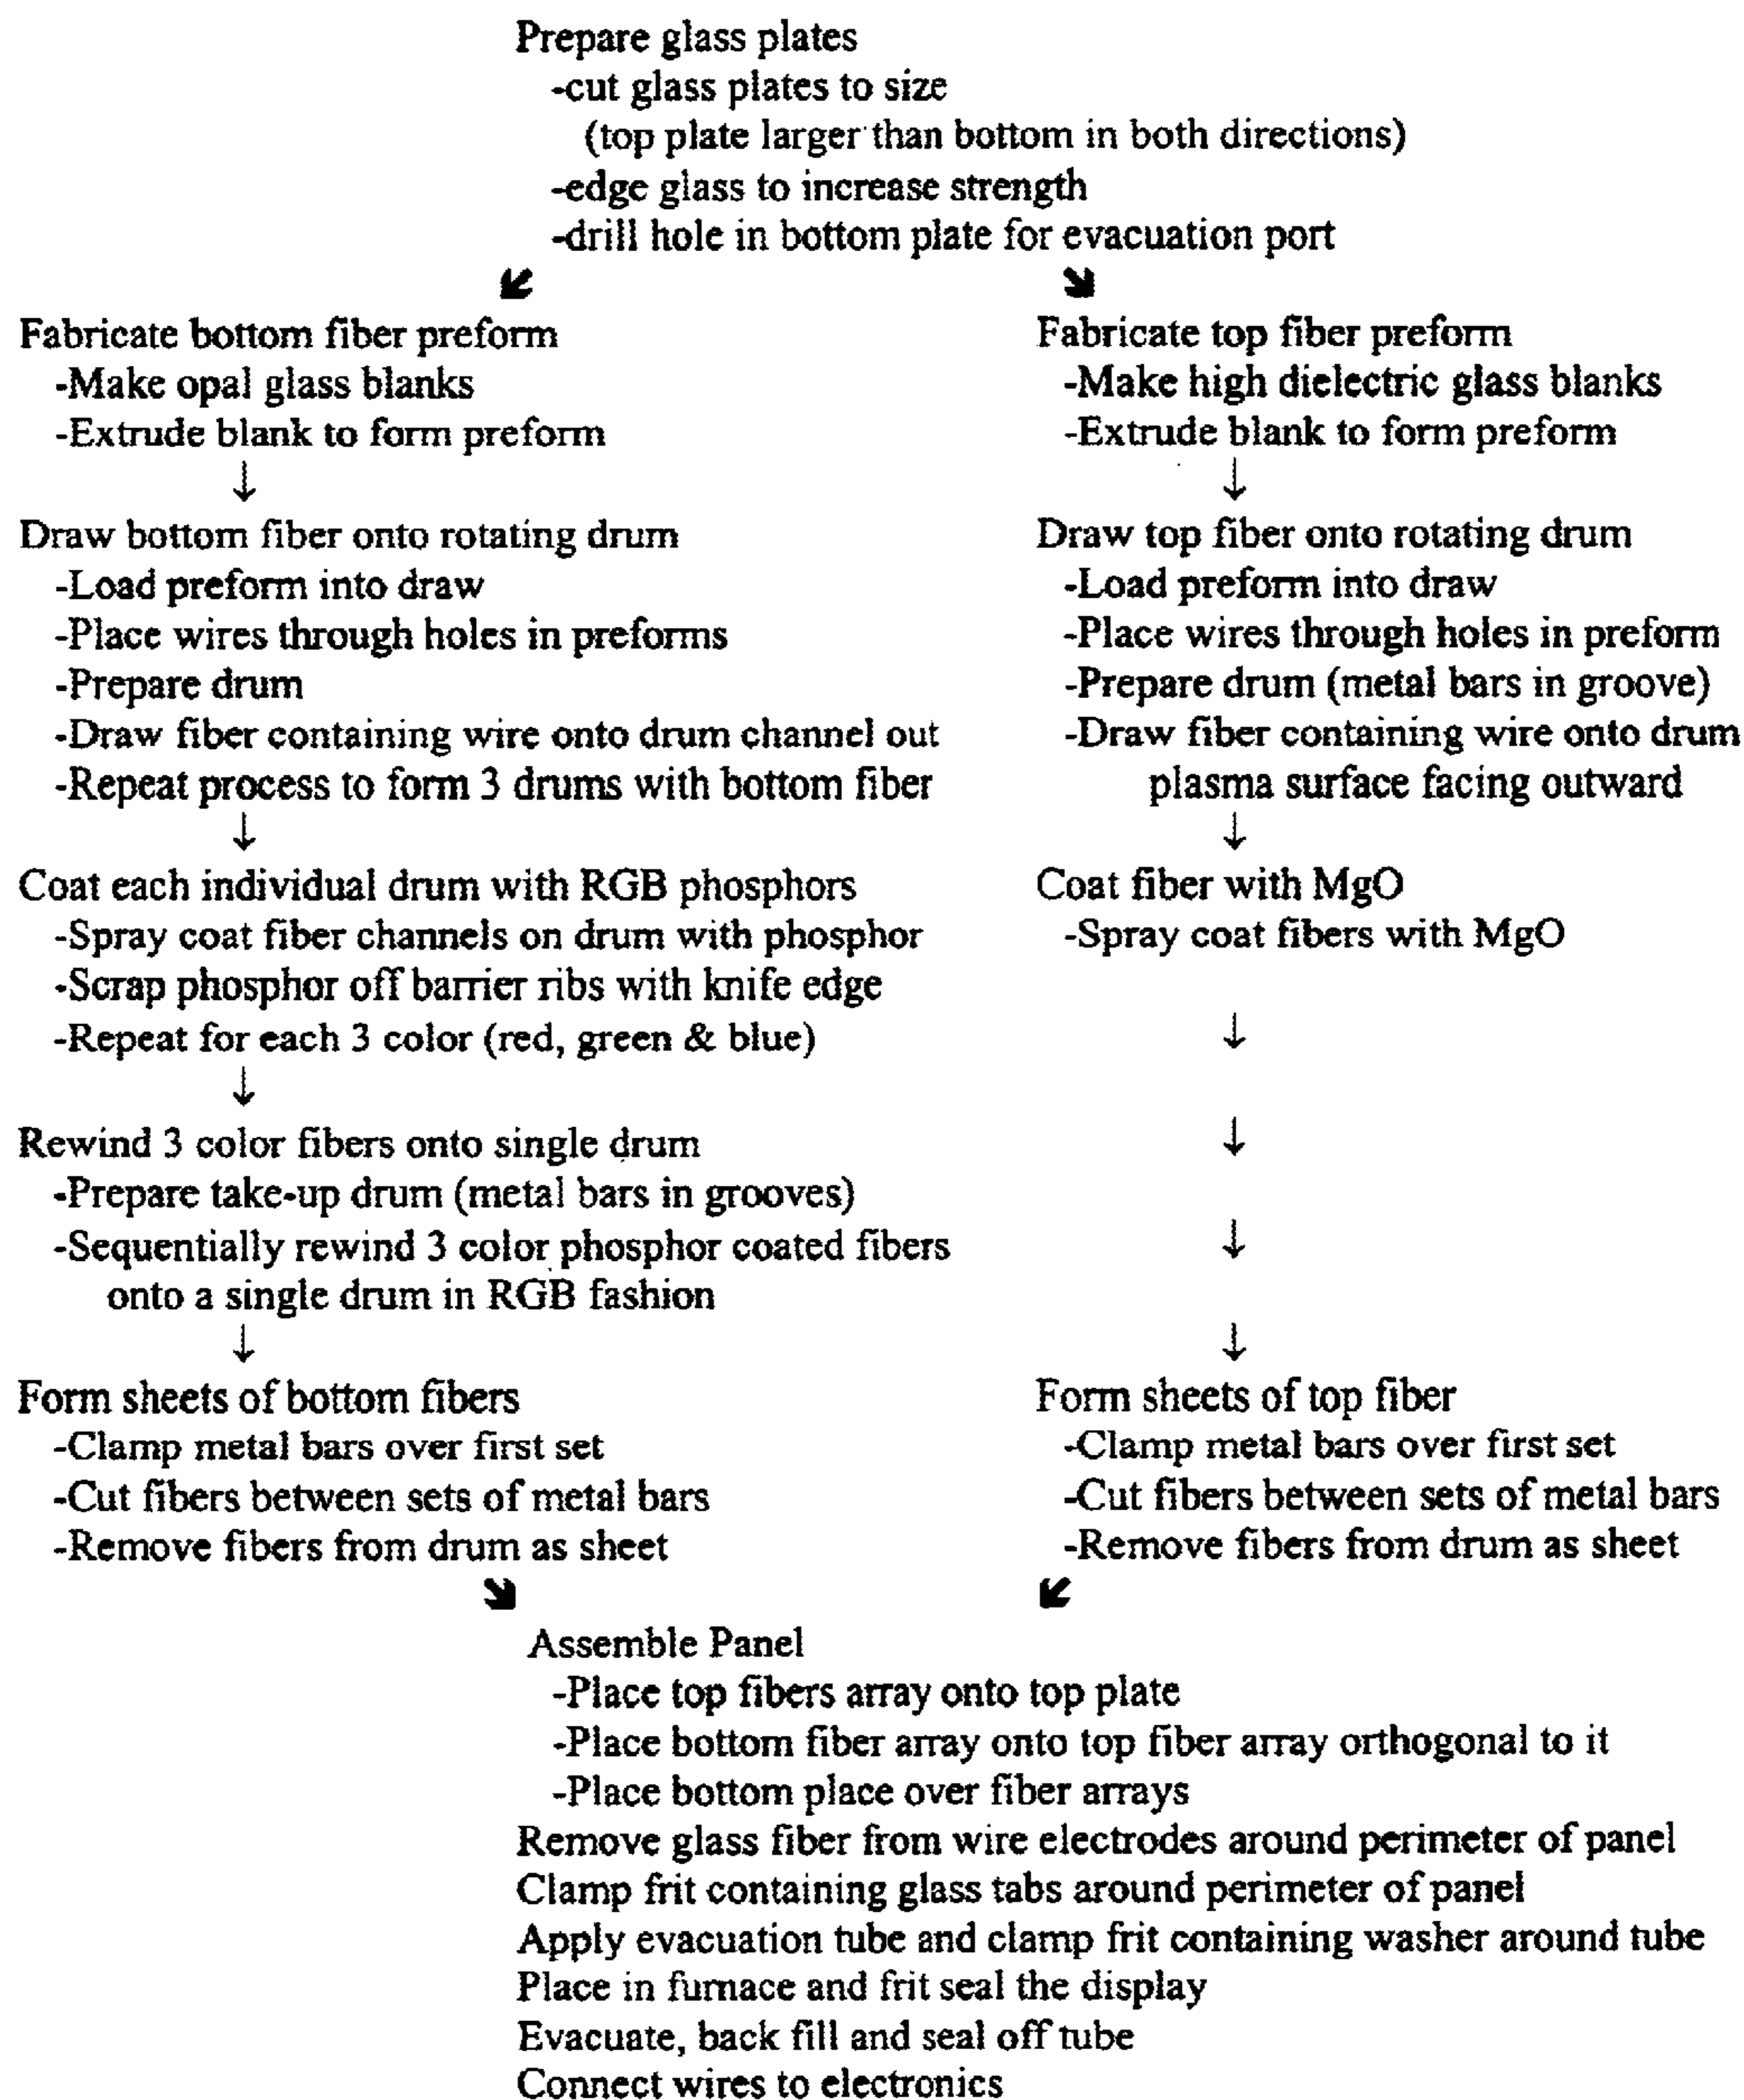 Prepare glass plates
-cut glass plates to size
(top plate larger than bottom in both directions)
-edge glass to increase strength
-drill hole in bottom plate for evacuation port
Fabricate bottom fiber preform
-Make opal glass blanks
-Extrude blank to form preform
↓
Draw bottom fiber onto rotating drum
-Load preform into draw
-Place wires through holes in preforms
-Prepare drum
-Draw fiber containing wire onto drum channel out
-Repeat process to form 3 drums with bottom fiber
↓
Coat each individual drum with RGB phosphors
-Spray coat fiber channels on drum with phosphor
-Scrap phosphor off barrier ribs with knife edge
-Repeat for each 3 color (red, green & blue)
↓
Rewind 3 color fibers onto single drum
-Prepare take-up drum (metal bars in grooves)
-Sequentially rewind 3 color phosphor coated fibers
onto a single drum in RGB fashion
↓
Form sheets of bottom fibers
-Clamp metal bars over first set
-Cut fibers between sets of metal bars
-Remove fibers from drum as sheet
Fabricate top fiber preform
-Make high dielectric glass blanks
-Extrude blank to form preform
↓
Draw top fiber onto rotating drum
-Load preform into draw
-Place wires through holes in preform
-Prepare drum (metal bars in groove)
-Draw fiber containing wire onto drum
plasma surface facing outward
↓
Coat fiber with MgO
-Spray coat fibers with MgO
↓
↓
↓
↓
Form sheets of top fiber
-Clamp metal bars over first set
-Cut fibers between sets of metal bars
-Remove fibers from drum as sheet
Assemble Panel
-Place top fibers array onto top plate
-Place bottom fiber array onto top fiber array orthogonal to it
-Place bottom place over fiber arrays
Remove glass fiber from wire electrodes around perimeter of panel
Clamp frit containing glass tabs around perimeter of panel
Apply evacuation tube and clamp frit containing washer around tube
Place in furnace and frit seal the display
Evacuate, back fill and seal off tube
Connect wires to electronics